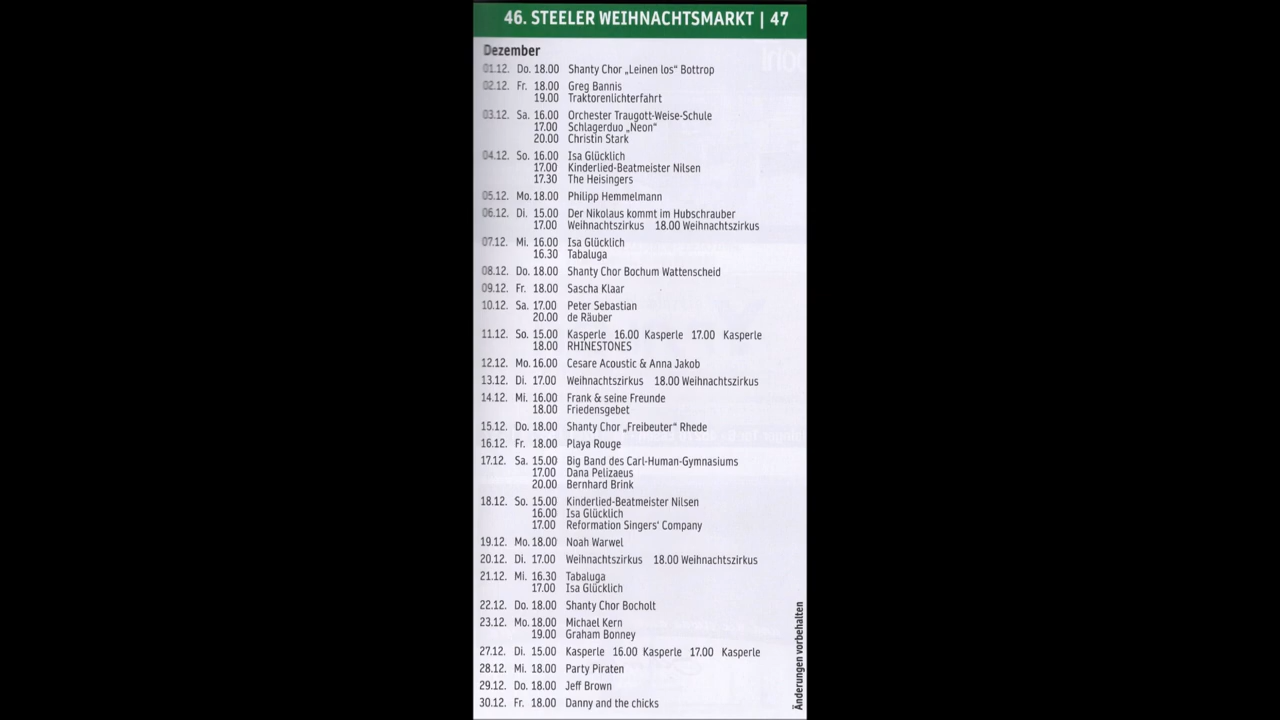 46. STEELER WEIHNACHTSMARKT | 47
Dezember
01.12. Do. 18.00 Shanty Chor „Leinen los" Bottrop
02.12. Fr. 18.00 Greg Bannis
19.00 Traktorenlichterfahrt
03.12. Sa. 16.00 Orchester Traugott-Weise-Schule
17.00 Schlagerduo „Neon"
20.00 Christin Stark
04.12. So. 16.00 Isa Glücklich
17.00 Kinderlied-Beatmeister Nilsen
17.30 The Heisingers
05.12. Mo. 18.00 Philipp Hemmelmann
06.12. Di. 15.00 Der Nikolaus kommt im Hubschrauber
17.00 Weihnachtszirkus 18.00 Weihnachtszirkus
07.12. Mi. 16.00 Isa Glücklich
16.30 Tabaluga
08.12. Do. 18.00 Shanty Chor Bochum Wattenscheid
09.12. Fr. 18.00 Sascha Klaar
10.12. Sa. 17.00 Peter Sebastian
20.00 de Räuber
11.12. So. 15.00 Kasperle 16.00 Kasperle 17.00 Kasperle
18.00 RHINESTONES
12.12. Mo. 16.00 Cesare Acoustic & Anna Jakob
13.12. Di. 17.00 Weihnachtszirkus 18.00 Weihnachtszirkus
14.12. Mi. 16.00 Frank & seine Freunde
18.00 Friedensgebet
15.12. Do. 18.00 Shanty Chor „Freibeuter" Rhede
16.12. Fr. 18.00 Playa Rouge
17.12. Sa. 15.00 Big Band des Carl-Human-Gymnasiums
17.00 Dana Pelizaeus
20.00 Bernhard Brink
18.12. So. 15.00 Kinderlied-Beatmeister Nilsen
16.00 Isa Glücklich
17.00 Reformation Singers' Company
19.12. Mo. 18.00 Noah Warwel
20.12. Di. 17.00 Weihnachtszirkus 18.00 Weihnachtszirkus
21.12. Mi. 16.30 Tabaluga
17.00 Isa Glücklich
22.12. Do. 18.00 Shanty Chor Bocholt
23.12. Mo. 18.00 Michael Kern
19.00 Graham Bonney
27.12. Di. 15.00 Kasperle 16.00 Kasperle 17.00 Kasperle
28.12. Mi. 18.00 Party Piraten
29.12. Do. 18.00 Jeff Brown
30.12. Fr. 18.00 Danny and the chicks
Änderungen vorbehalten